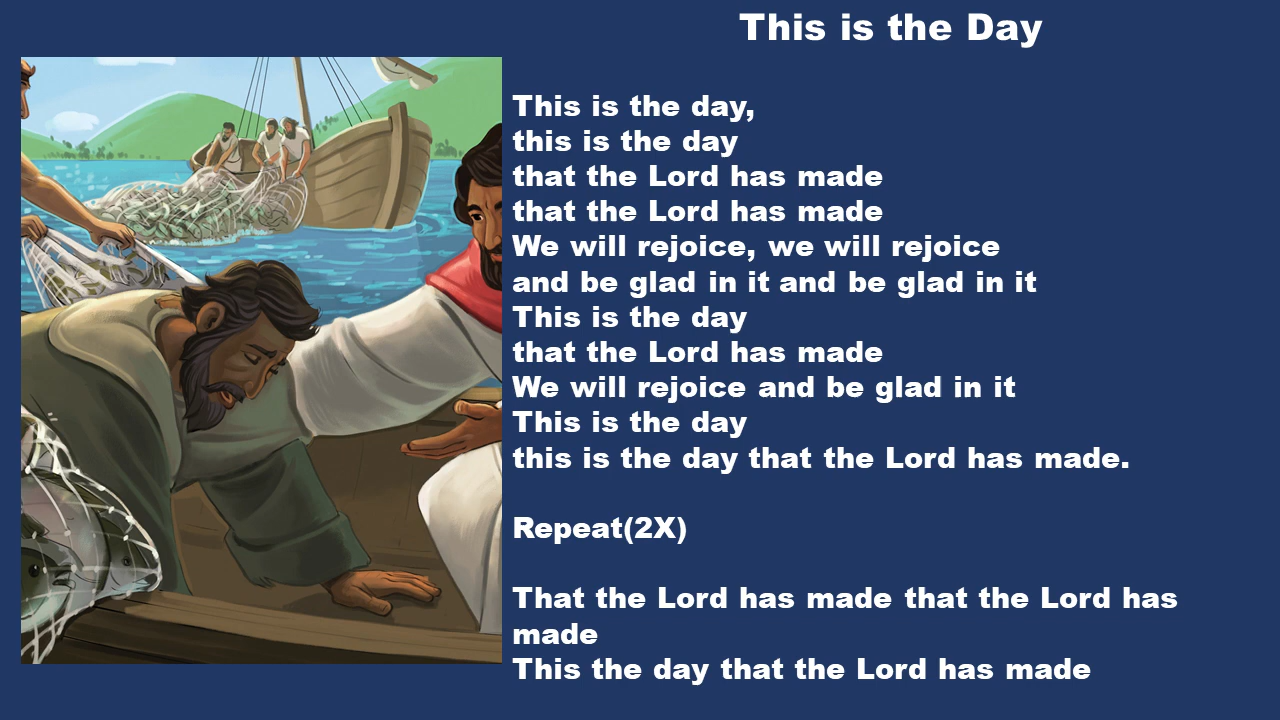 This is the Day
This is the day,
this is the day
that the Lord has made
that the Lord has made
We will rejoice, we will rejoice
and be glad in it and be glad in it
This is the day
that the Lord has made
We will rejoice and be glad in it
This is the day
this is the day that the Lord has made.
Repeat(2X)
That the Lord has made that the Lord has
made
This the day that the Lord has made